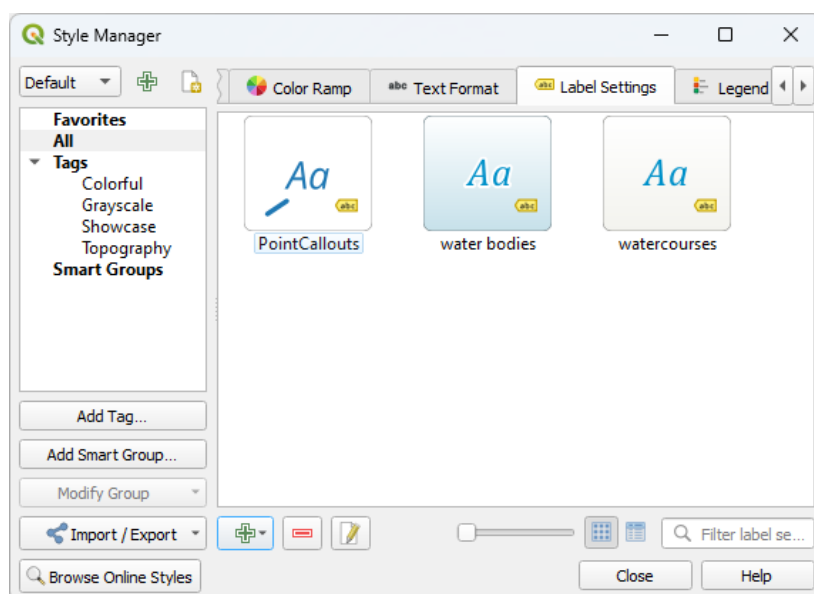 Style Manager
Default
Color Ramp
abc Text Format
abc Label Settings
Legend
Favorites
All
Tags
Colorful
Grayscale
Showcase
Topography
Smart Groups
Aa abc
PointCallouts
Aa abc
water bodies
Aa abc
watercourses
Add Tag...
Add Smart Group...
Modify Group
Import / Export
Filter label se...
Browse Online Styles
Close
Help